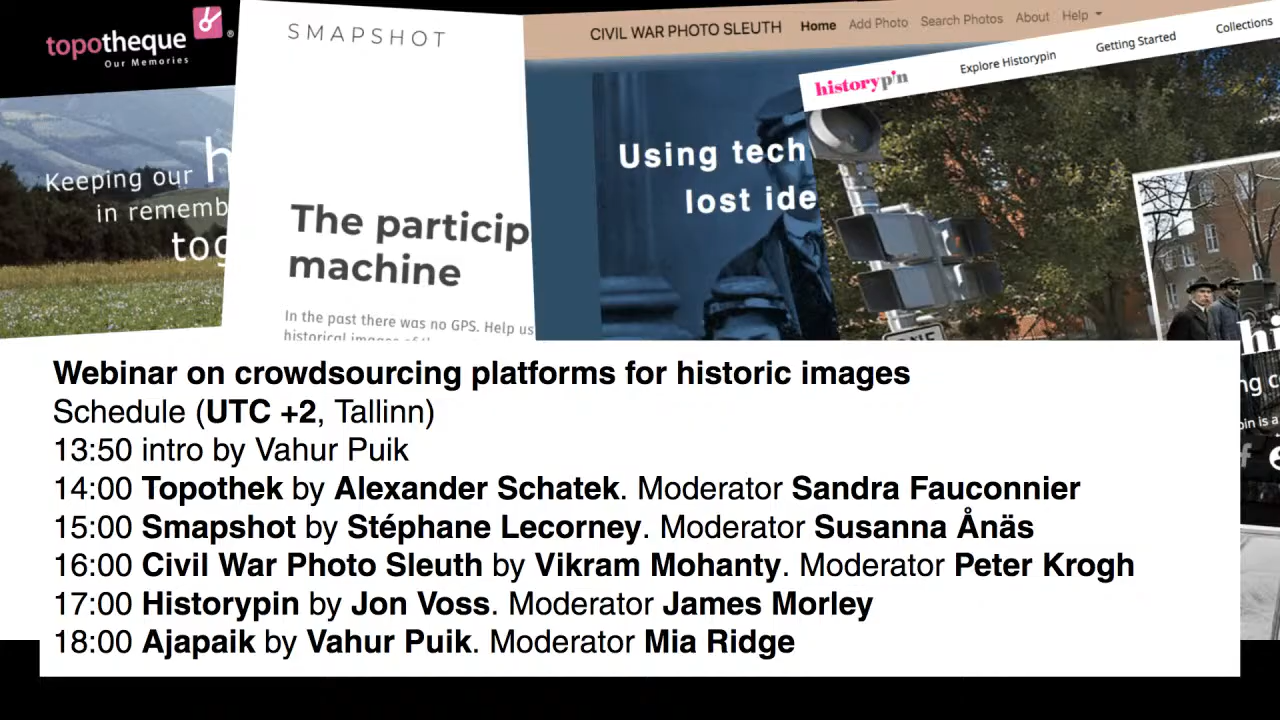 topotheque
Our Memories
Keeping our
in rememb
tog
SMAPSHOT
The particip
machine
In the past there was no GPS. Help us
CIVIL WAR PHOTO SLEUTH Home Add Photo Search Photos About Help
Using tech
lost ide
historypin Explore Historypin Getting Started Collections
Webinar on crowdsourcing platforms for historic images
Schedule (UTC +2, Tallinn)
13:50 intro by Vahur Puik
14:00 Topothek by Alexander Schatek. Moderator Sandra Fauconnier
15:00 Smapshot by Stéphane Lecorney. Moderator Susanna Ånäs
16:00 Civil War Photo Sleuth by Vikram Mohanty. Moderator Peter Krogh
17:00 Historypin by Jon Voss. Moderator James Morley
18:00 Ajapaik by Vahur Puik. Moderator Mia Ridge